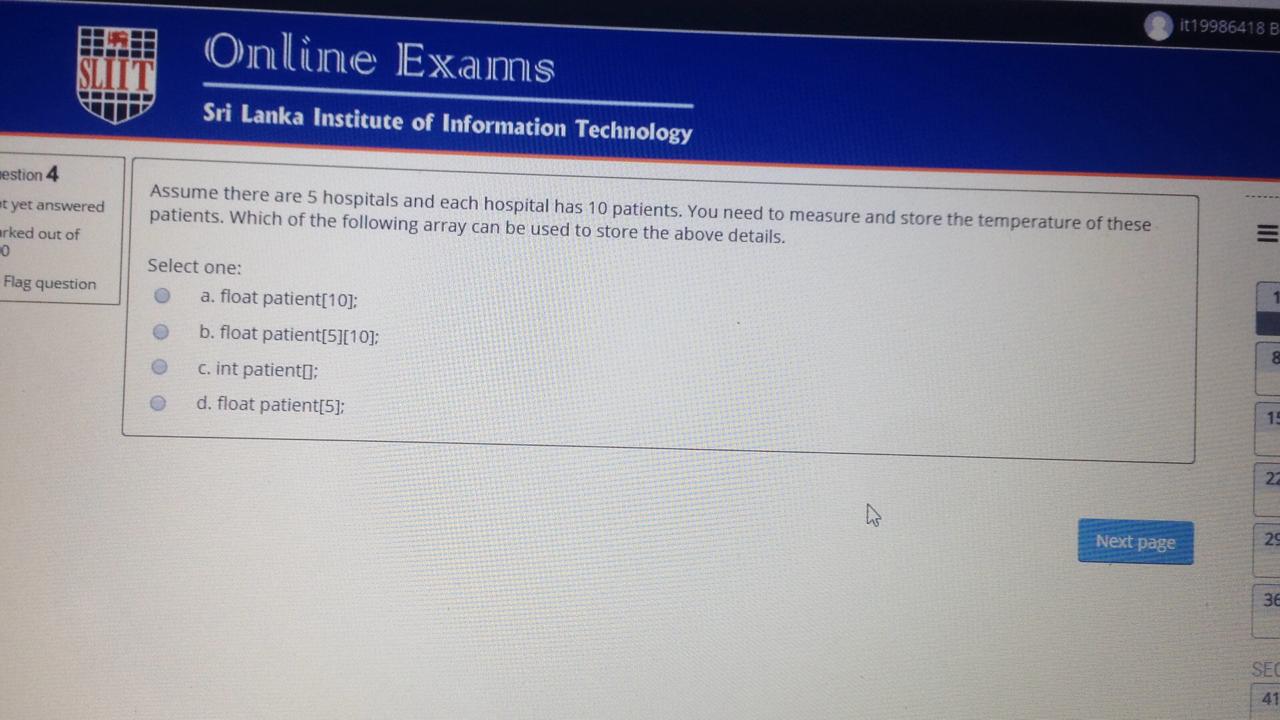 it19986418 B
SLIIT
Online Exams
Sri Lanka Institute of Information Technology
estion 4
t yet answered
rked out of
0
Flag question
Assume there are 5 hospitals and each hospital has 10 patients. You need to measure and store the temperature of these
patients. Which of the following array can be used to store the above details.
Select one:
a. float patient[10];
b. float patient[5][10];
c. int patient[];
d. float patient[5];
Next page
1
8
15
22
29
36
SEC
41